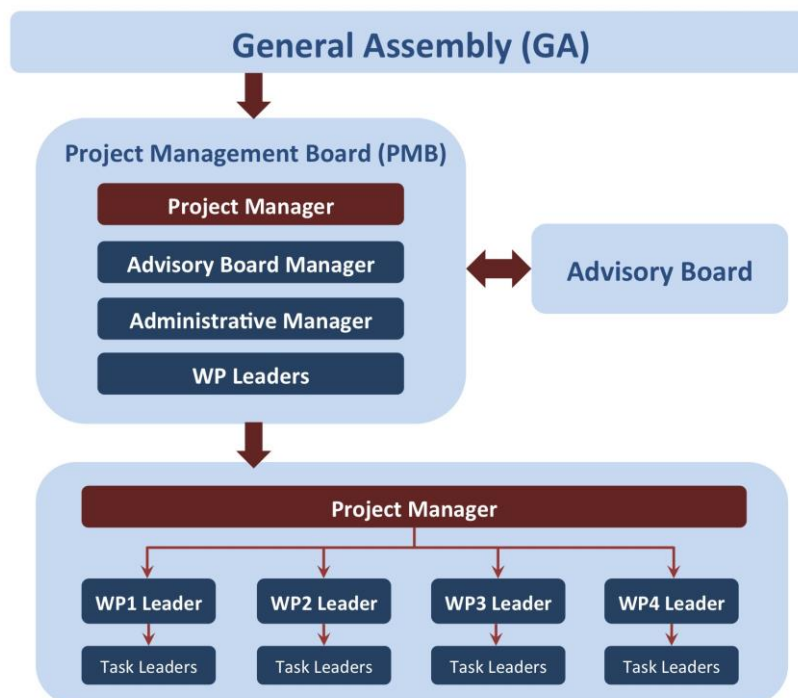 General Assembly (GA)
Project Management Board (PMB)
Project Manager
Advisory Board Manager
Administrative Manager
WP Leaders
Advisory Board
Project Manager
WP1 Leader
WP2 Leader
WP3 Leader
WP4 Leader
Task Leaders
Task Leaders
Task Leaders
Task Leaders